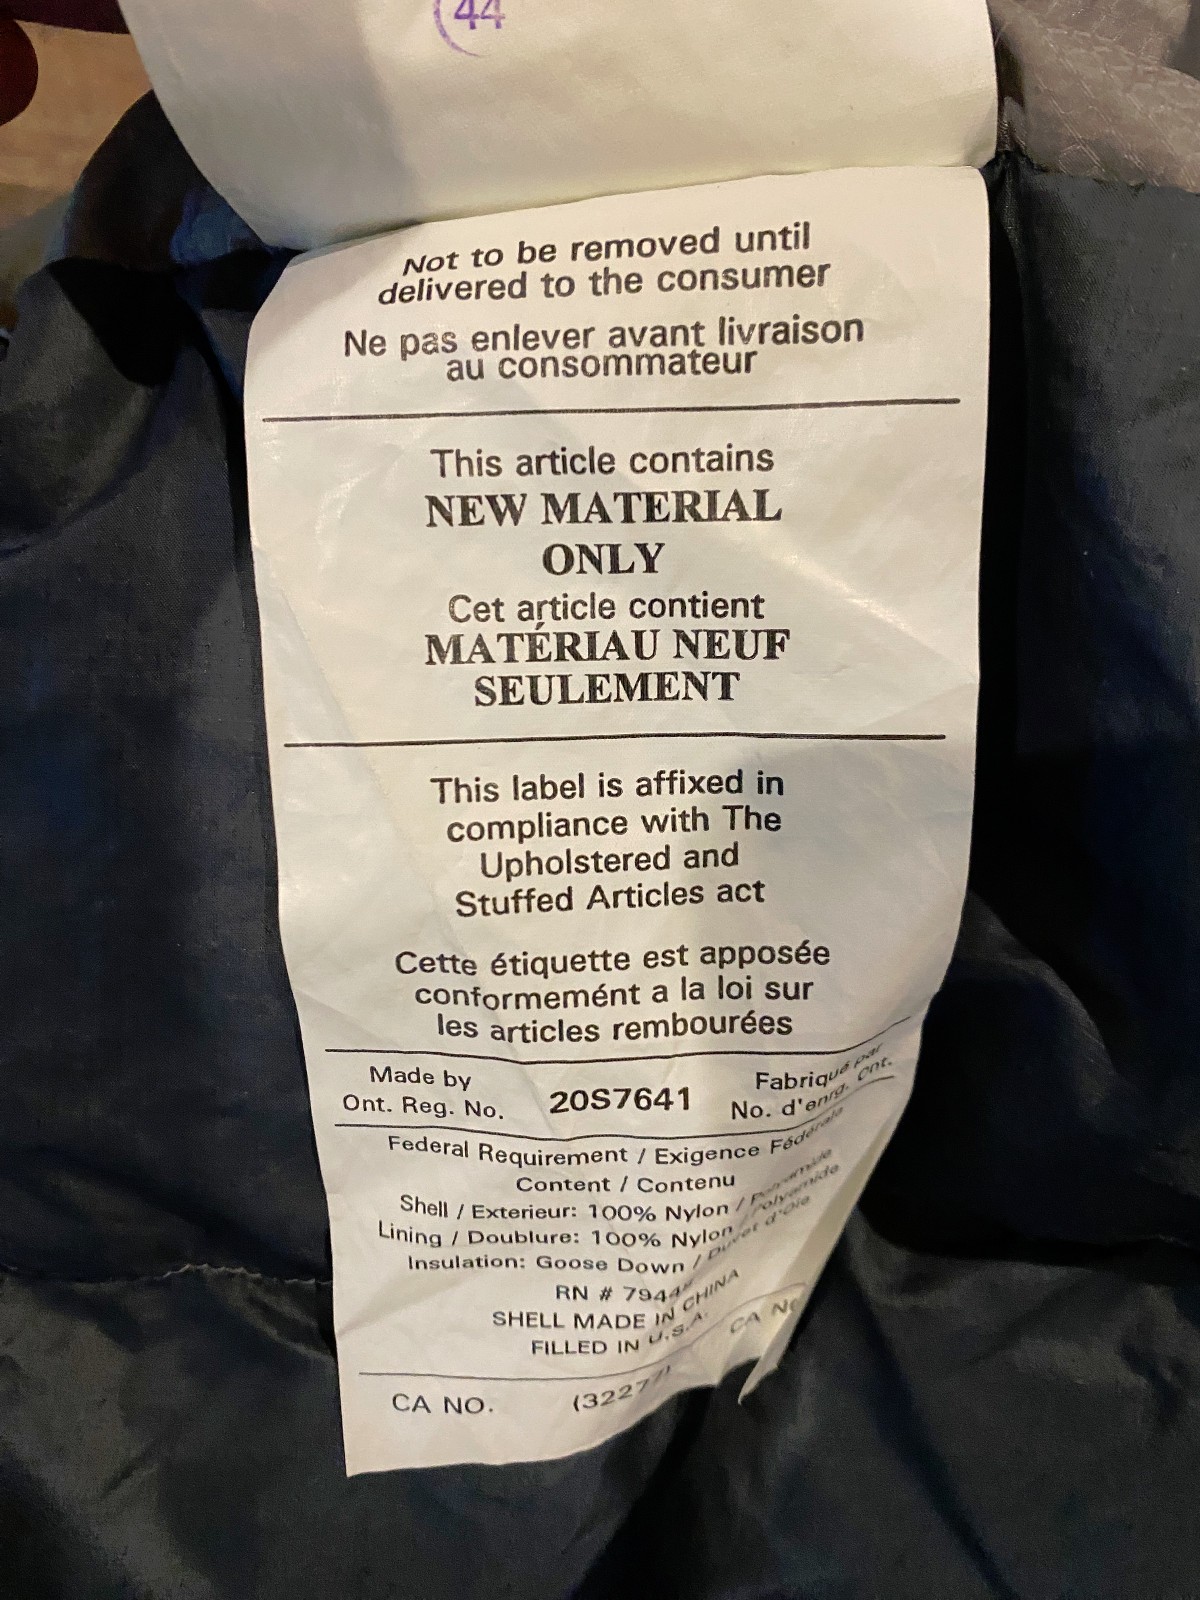 44
Not to be removed until
delivered to the consumer
Ne pas enlever avant livraison
au consommateur
This article contains
NEW MATERIAL
ONLY
Cet article contient
MATÉRIAU NEUF
SEULEMENT
This label is affixed in
compliance with The
Upholstered and
Stuffed Articles act
Cette étiquette est apposée
conformemént a la loi sur
les articles rembourées
Made by
Ont. Reg. No.
20S7641
Fabriqué par
No. d'enrg. Ont.
Federal Requirement / Exigence Fédérale
Content / Contenu
Shell / Exterieur: 100% Nylon / Polyamide
Lining / Doublure: 100% Nylon / Polyamide
Insulation: Goose Down / Duvet d'Oie
RN #
SHELL MADE IN CHINA
FILLED IN U.S.A.
CA NO.
(32277)
CA NO